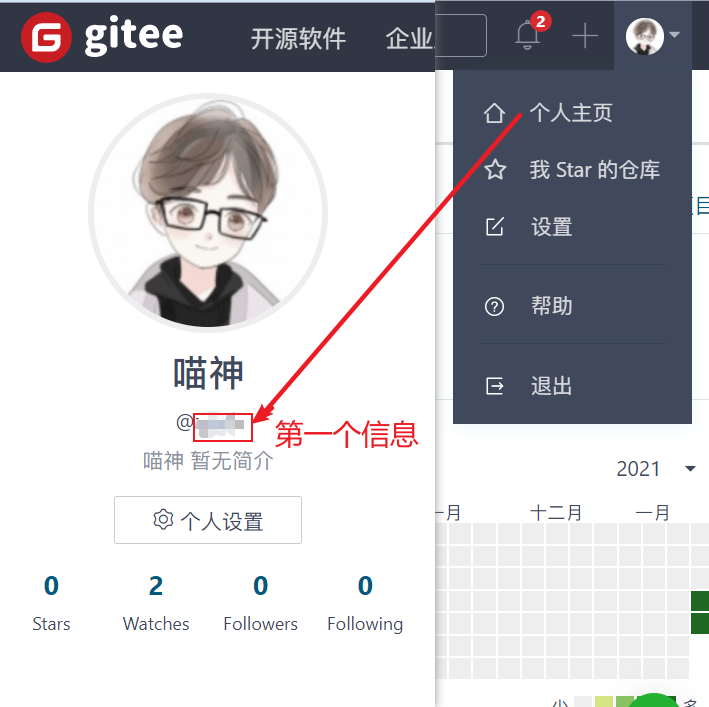 gitee 开源软件 企业
2
个人主页
我 Star 的仓库
设置
帮助
退出
喵神
@
第一个信息
喵神 暂无简介
个人设置
0 2 0 0
Stars Watches Followers Following
2021
月 十二月 一月
少 多